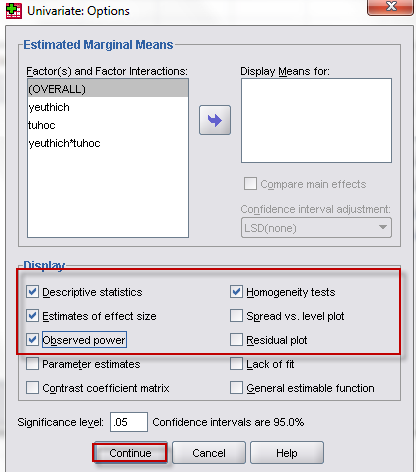 Univariate: Options
Estimated Marginal Means
Factor(s) and Factor Interactions:
(OVERALL)
yeuthich
tuhoc
yeuthich*tuhoc
Display Means for:
Compare main effects
Confidence interval adjustment:
LSD(none)
Display
Descriptive statistics
Homogeneity tests
Estimates of effect size
Spread vs. level plot
Observed power
Residual plot
Parameter estimates
Lack of fit
Contrast coefficient matrix
General estimable function
Significance level: .05 Confidence intervals are 95.0%
Continue Cancel Help